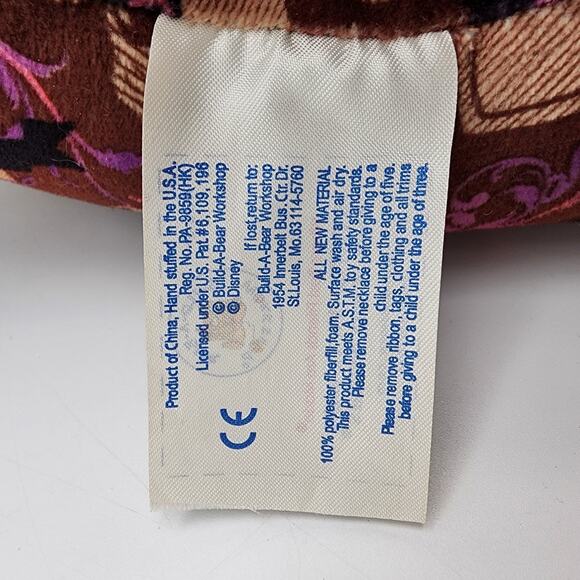 Product of China, Hand stuffed in the U.S.A.
Reg. No. PA-9859(HK)
Licensed under U.S. Pat #6,109,196
© Build-A-Bear Workshop
© Disney
If lost,return to:
Build-A-Bear Workshop
1954 Innerbelt Bus. Ctr. Dr.
St.Louis, Mo.63114-5760
CE
ALL NEW MATERIAL
100% polyester fiberfill,foam. Surface wash and air dry.
This product meets A.S.T.M. toy safety standards.
Please remove necklace before giving to a
child under the age of five.
Please remove ribbon, tags, clothing and all trims
before giving to a child under the age of three.